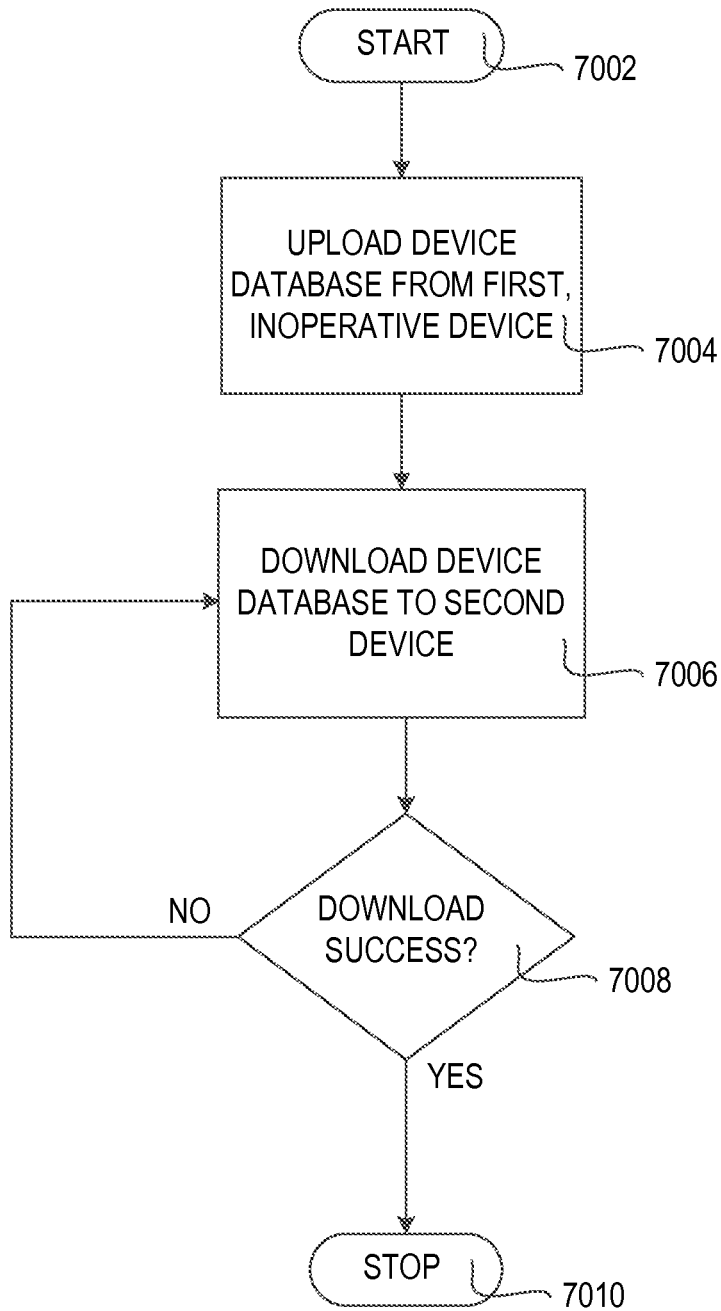 START
7002
UPLOAD DEVICE
DATABASE FROM FIRST,
INOPERATIVE DEVICE
7004
DOWNLOAD DEVICE
DATABASE TO SECOND
DEVICE
7006
NO
DOWNLOAD
SUCCESS?
7008
YES
STOP
7010